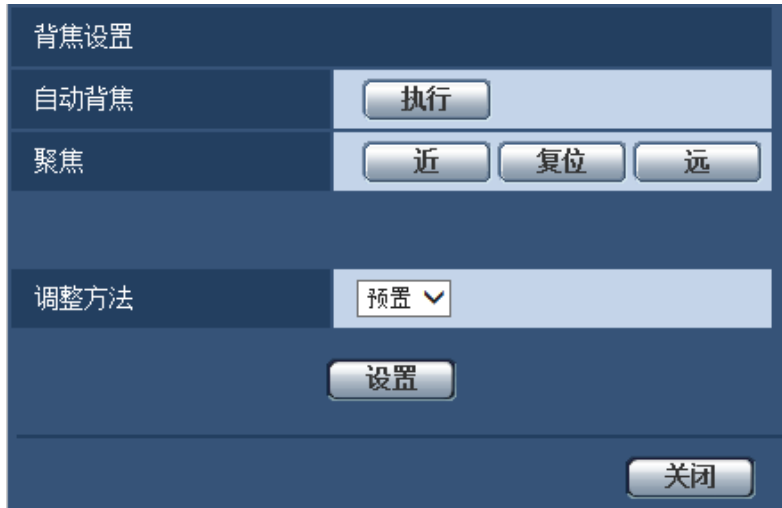 背焦设置
自动背焦 执行
聚焦 近 复位 远
调整方法 预置
设置
关闭